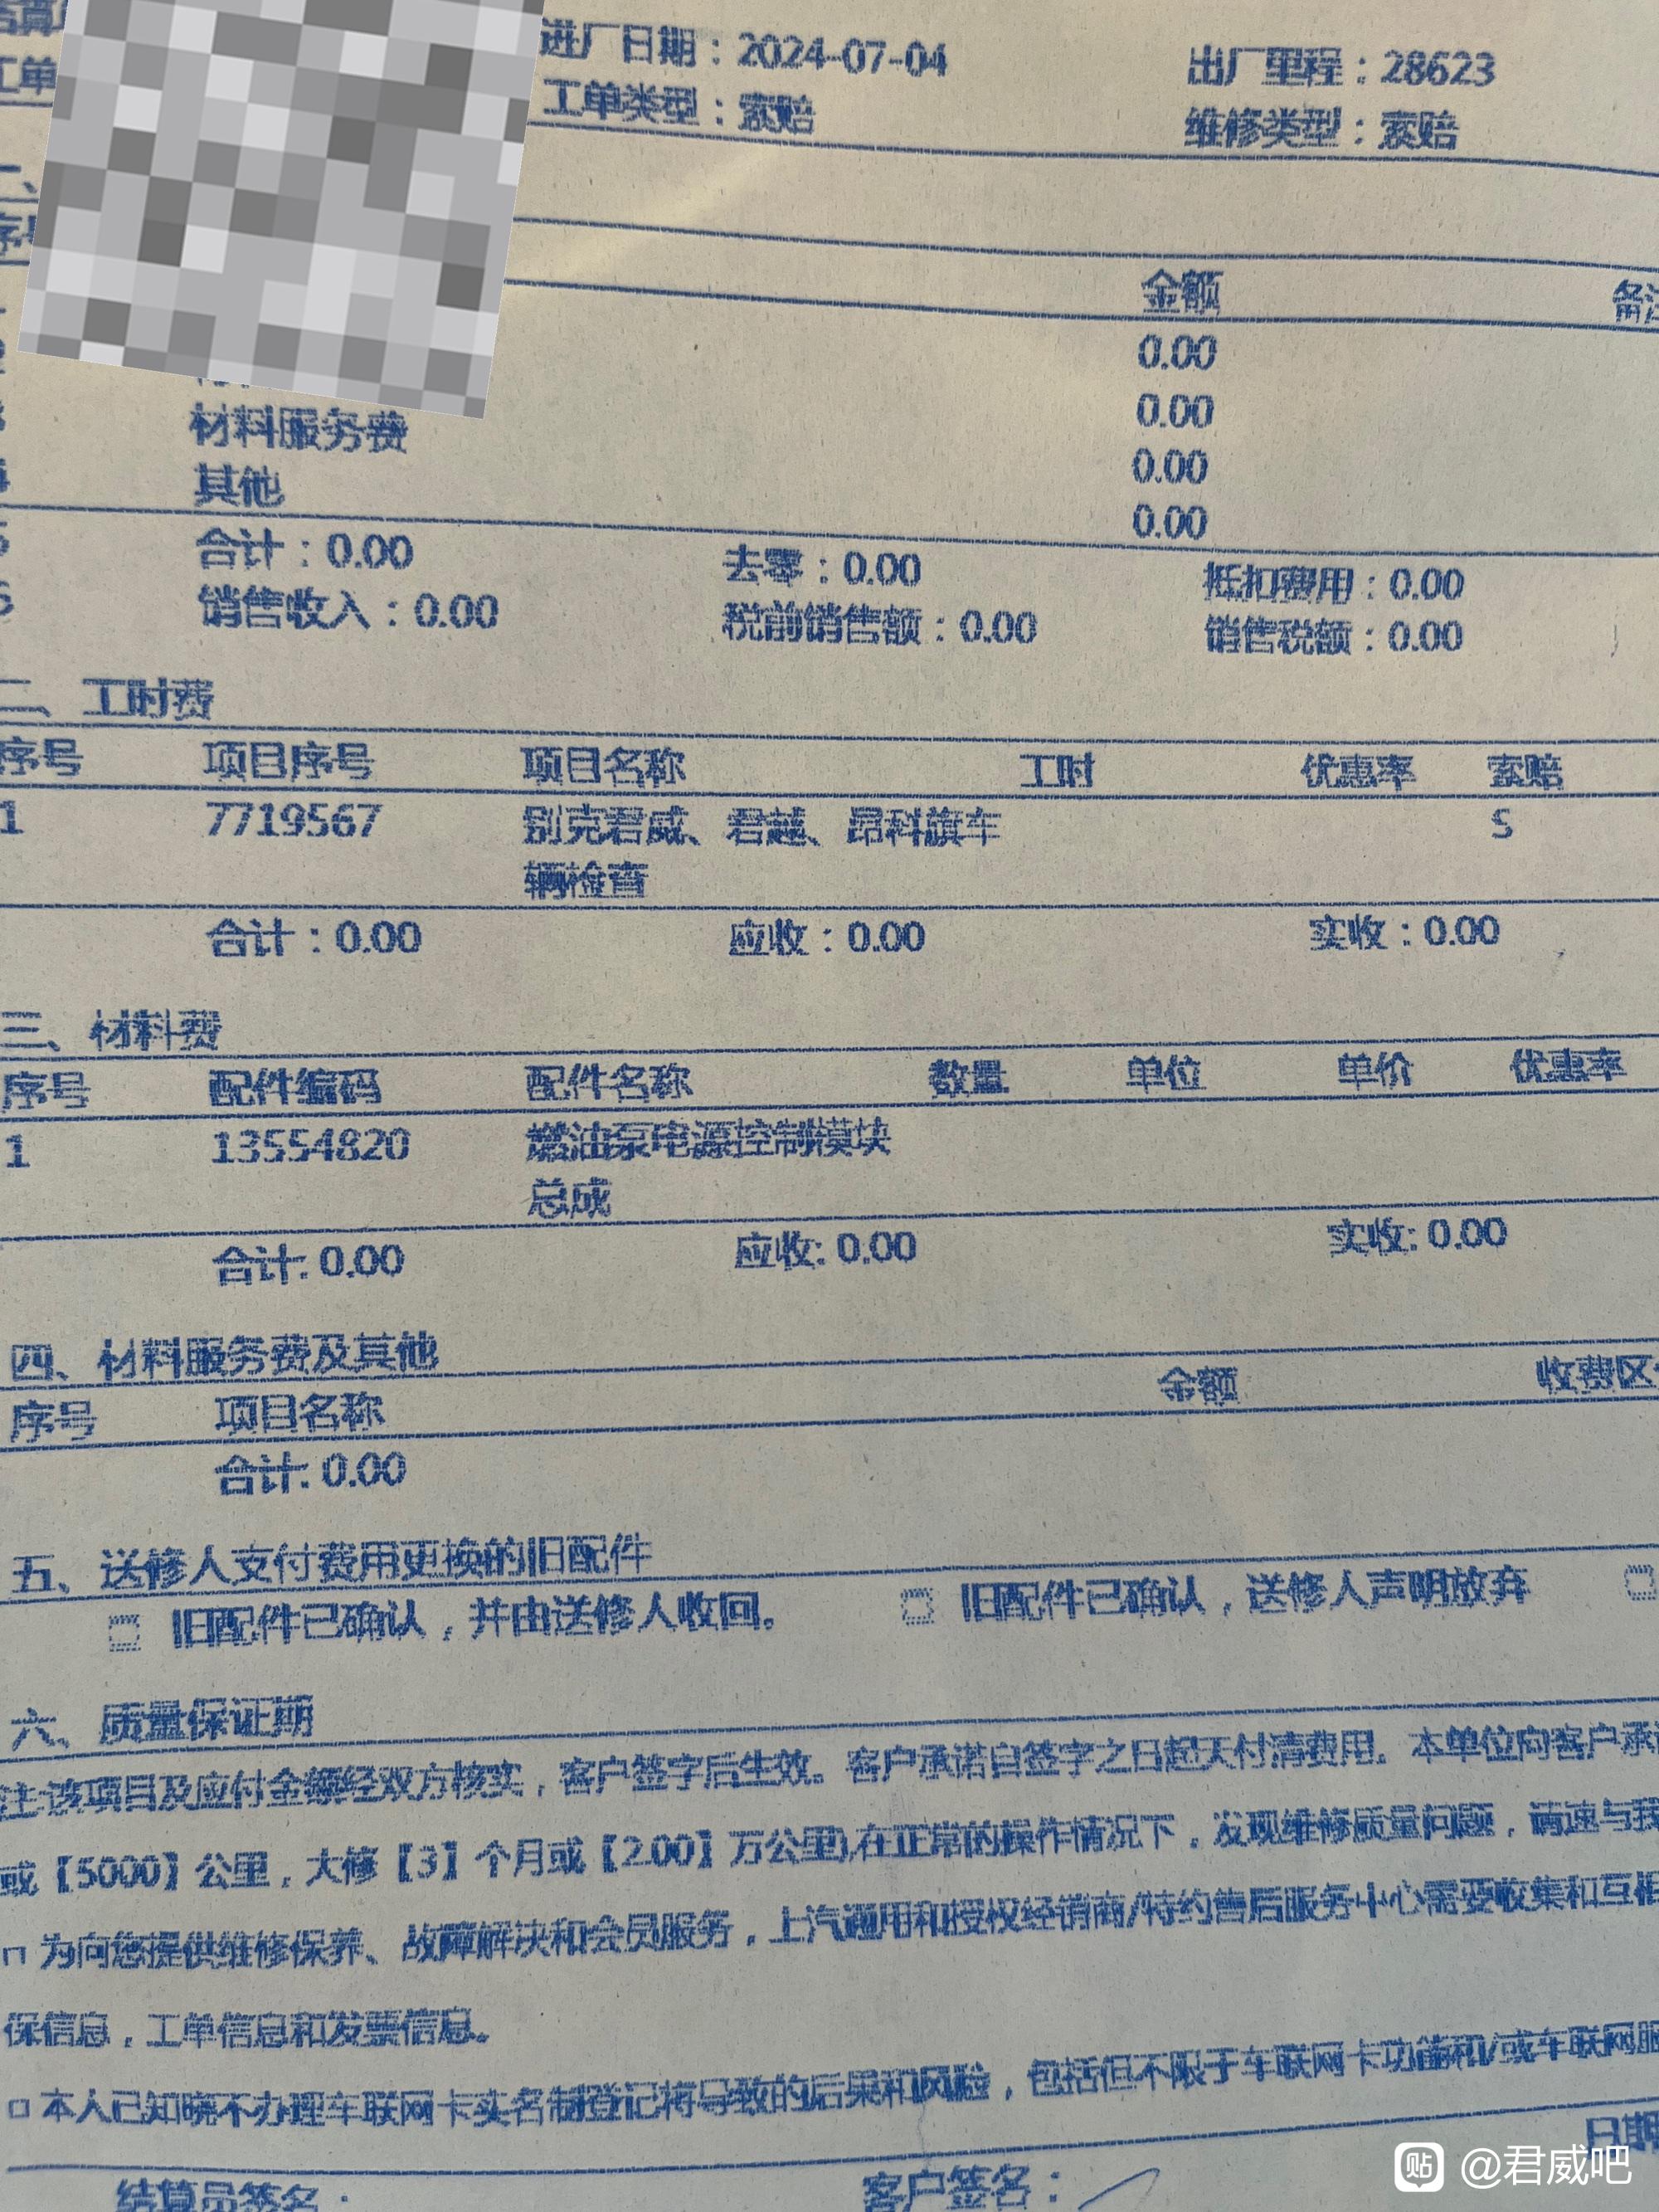 进厂日期：2024-07-04
出厂里程：28623
工单
工单类型：索赔
维修类型：索赔
金额
0.00
0.00
材料服务费
0.00
其他
0.00
合计：0.00
去零：0.00
抵扣费用：0.00
销售收入：0.00
税前销售额：0.00
销售税额：0.00
二、工时费
序号 项目序号 项目名称 工时 优惠率 索赔
1 7719567 别克君威、君越、昂科旗车 S
辆检查
合计：0.00 应收：0.00 实收：0.00
三、材料费
序号 配件编码 配件名称 数量 单位 单价 优惠率
1 13554820 燃油泵电源控制模块
总成
合计: 0.00 应收: 0.00 实收: 0.00
四、材料服务费及其他
序号 项目名称 金额 收费区
合计: 0.00
五、送修人支付费用更换的旧配件
□ 旧配件已确认，并由送修人收回。 □ 旧配件已确认，送修人声明放弃 □
六、质量保证期
注:该项目及应付金额经双方核实，客户签字后生效。客户承诺自签字之日起天付清费用。本单位向客户承
或【5000】公里，大修【3】个月或【2.00】万公里),在正常的操作情况下，发现维修质量问题，请速与我
□ 为向您提供维修保养、故障解决和会员服务，上汽通用和授权经销商/特约售后服务中心需要收集和互相
保信息，工单信息和发票信息。
□ 本人已知晓不办理车联网卡实名制登记将导致的后果和风险，包括但不限于车联网卡功能和/或车联网服
日期
结算员签名： 客户签名：
贴 @君威吧